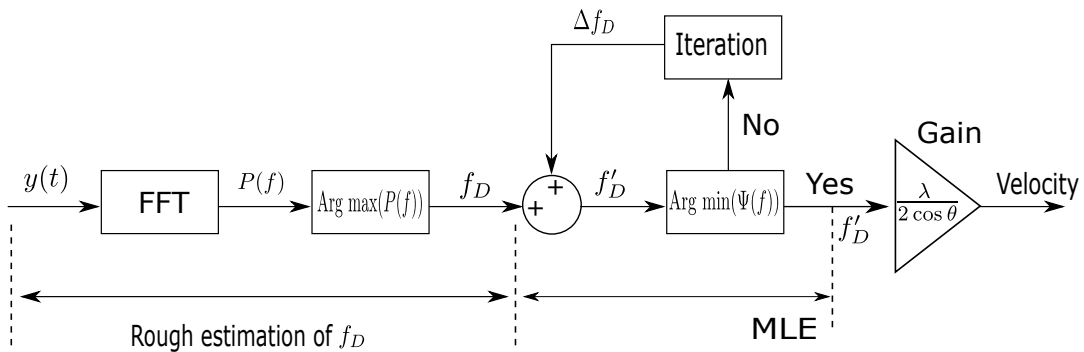 Δf_D
Iteration
No
Gain
y(t)
FFT
P(f)
Arg max(P(f))
f_D
+
+
f′_D
Arg min(Ψ(f))
Yes
f′_D
λ
2 cos θ
Velocity
Rough estimation of f_D
MLE